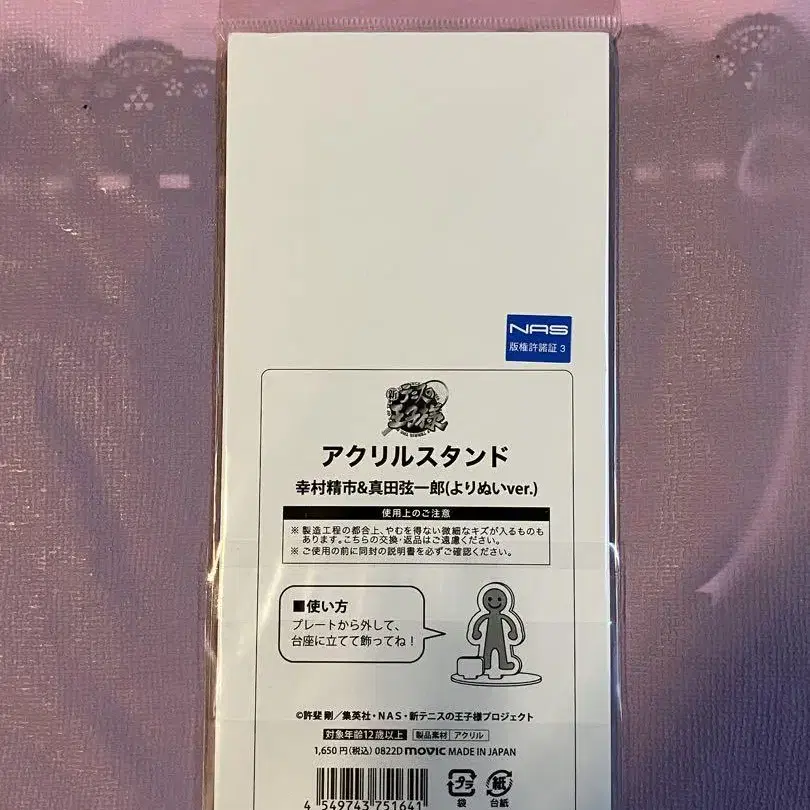 NAS
版権許諾証 3
新テニスの
王子様
アクリルスタンド
幸村精市&真田弦一郎(よりぬいver.)
使用上のご注意
※ 製造工程の都合上、やむを得ない微細なキズが入るものも
あります。こちらの交換・返品はご遠慮ください。
※ ご使用の前に同封の説明書を必ずご確認ください。
■使い方
プレートから外して、
台座に立てて飾ってね！
©許斐 剛／集英社・NAS・新テニスの王子様プロジェクト
対象年齢12歳以上 製品素材 アクリル
1,650円(税込) 0822D movic MADE IN JAPAN
プラ 紙
袋 台紙
4 549743 751641